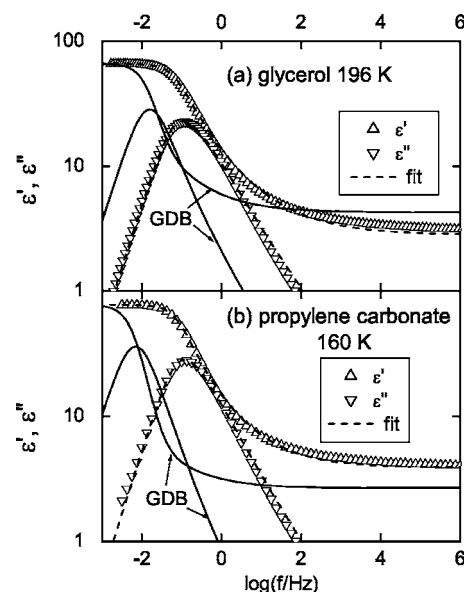 -2 0 2 4 6
100
(a) glycerol 196 K
ε'
ε''
fit
10
GDB
1
ε', ε''
(b) propylene carbonate
160 K
ε'
ε''
fit
10
GDB
1
ε', ε''
-2 0 2 4 6
log(f/Hz)